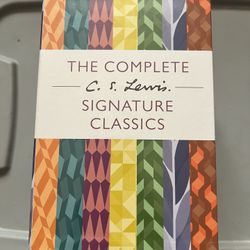 THE COMPLETE
C. S. Lewis.
SIGNATURE
CLASSICS